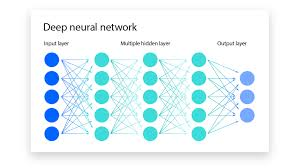 Deep neural network
Input layer
Multiple hidden layer
Output layer